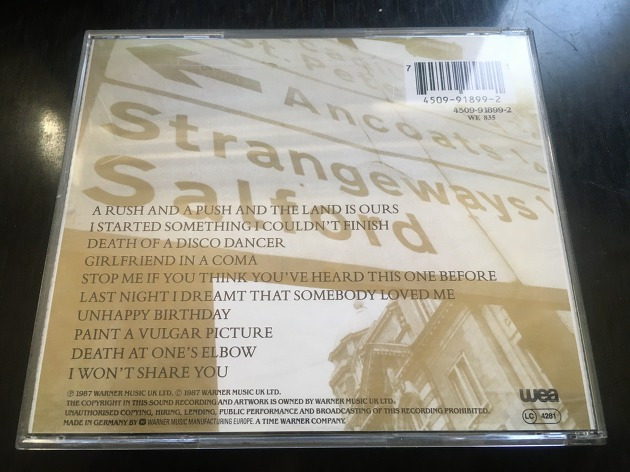 7
4509-91899-2
4509-91899-2
WE 835
Ancoats
Strangeways
Salford
A RUSH AND A PUSH AND THE LAND IS OURS
I STARTED SOMETHING I COULDN'T FINISH
DEATH OF A DISCO DANCER
GIRLFRIEND IN A COMA
STOP ME IF YOU THINK YOU'VE HEARD THIS ONE BEFORE
LAST NIGHT I DREAMT THAT SOMEBODY LOVED ME
UNHAPPY BIRTHDAY
PAINT A VULGAR PICTURE
DEATH AT ONE'S ELBOW
I WON'T SHARE YOU
℗ 1987 WARNER MUSIC UK LTD. © 1987 WARNER MUSIC UK LTD.
THE COPYRIGHT IN THIS SOUND RECORDING AND ARTWORK IS OWNED BY WARNER MUSIC UK LTD.
UNAUTHORISED COPYING, HIRING, LENDING, PUBLIC PERFORMANCE AND BROADCASTING OF THIS RECORDING PROHIBITED.
MADE IN GERMANY BY WARNER MUSIC MANUFACTURING EUROPE. A TIME WARNER COMPANY.
wea
LC 4281